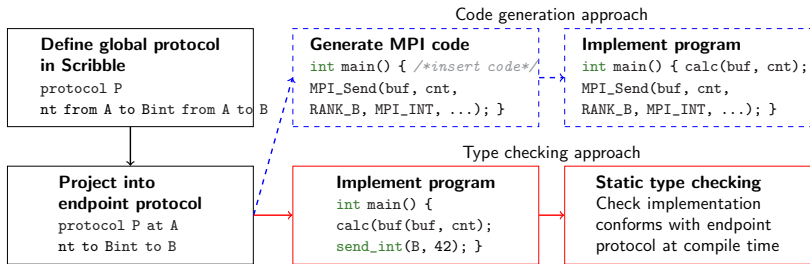 Code generation approach
Define global protocol
in Scribble
protocol P
nt from A to Bint from A to B
Generate MPI code
int main() { /*insert code*/
MPI_Send(buf, cnt,
RANK_B, MPI_INT, ...); }
Implement program
int main() { calc(buf, cnt);
MPI_Send(buf, cnt,
RANK_B, MPI_INT, ...); }
Type checking approach
Project into
endpoint protocol
protocol P at A
nt to Bint to B
Implement program
int main() {
calc(buf(buf, cnt);
send_int(B, 42); }
Static type checking
Check implementation
conforms with endpoint
protocol at compile time